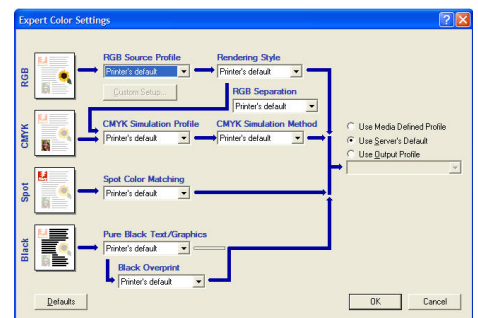 Expert Color Settings
RGB
RGB Source Profile
Printer's default
Custom Setup...
Rendering Style
Printer's default
RGB Separation
Printer's default
CMYK
CMYK Simulation Profile
Printer's default
CMYK Simulation Method
Printer's default
Use Media Defined Profile
Use Server's Default
Use Output Profile
Spot
Spot Color Matching
Printer's default
Black
Pure Black Text/Graphics
Printer's default
Black Overprint
Printer's default
Defaults
OK
Cancel